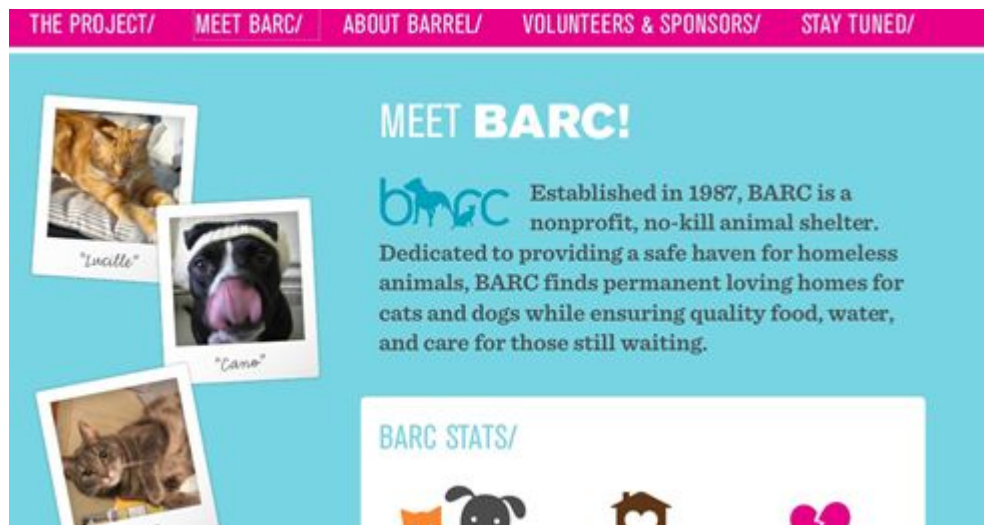 THE PROJECT/ MEET BARC/ ABOUT BARREL/ VOLUNTEERS & SPONSORS/ STAY TUNED/
MEET BARC!
barc
Established in 1987, BARC is a
nonprofit, no-kill animal shelter.
Dedicated to providing a safe haven for homeless
animals, BARC finds permanent loving homes for
cats and dogs while ensuring quality food, water,
and care for those still waiting.
"Lucille"
"Cano"
BARC STATS/